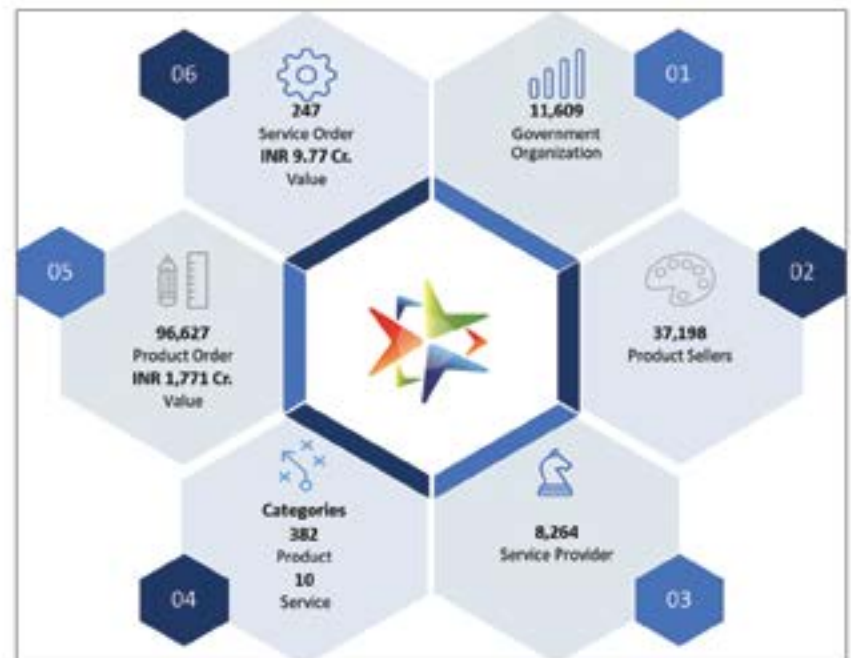 01
11,609
Government
Organization
02
37,198
Product Sellers
03
8,264
Service Provider
04
Categories
382
Product
10
Service
05
96,627
Product Order
INR 1,771 Cr.
Value
06
247
Service Order
INR 9.77 Cr.
Value